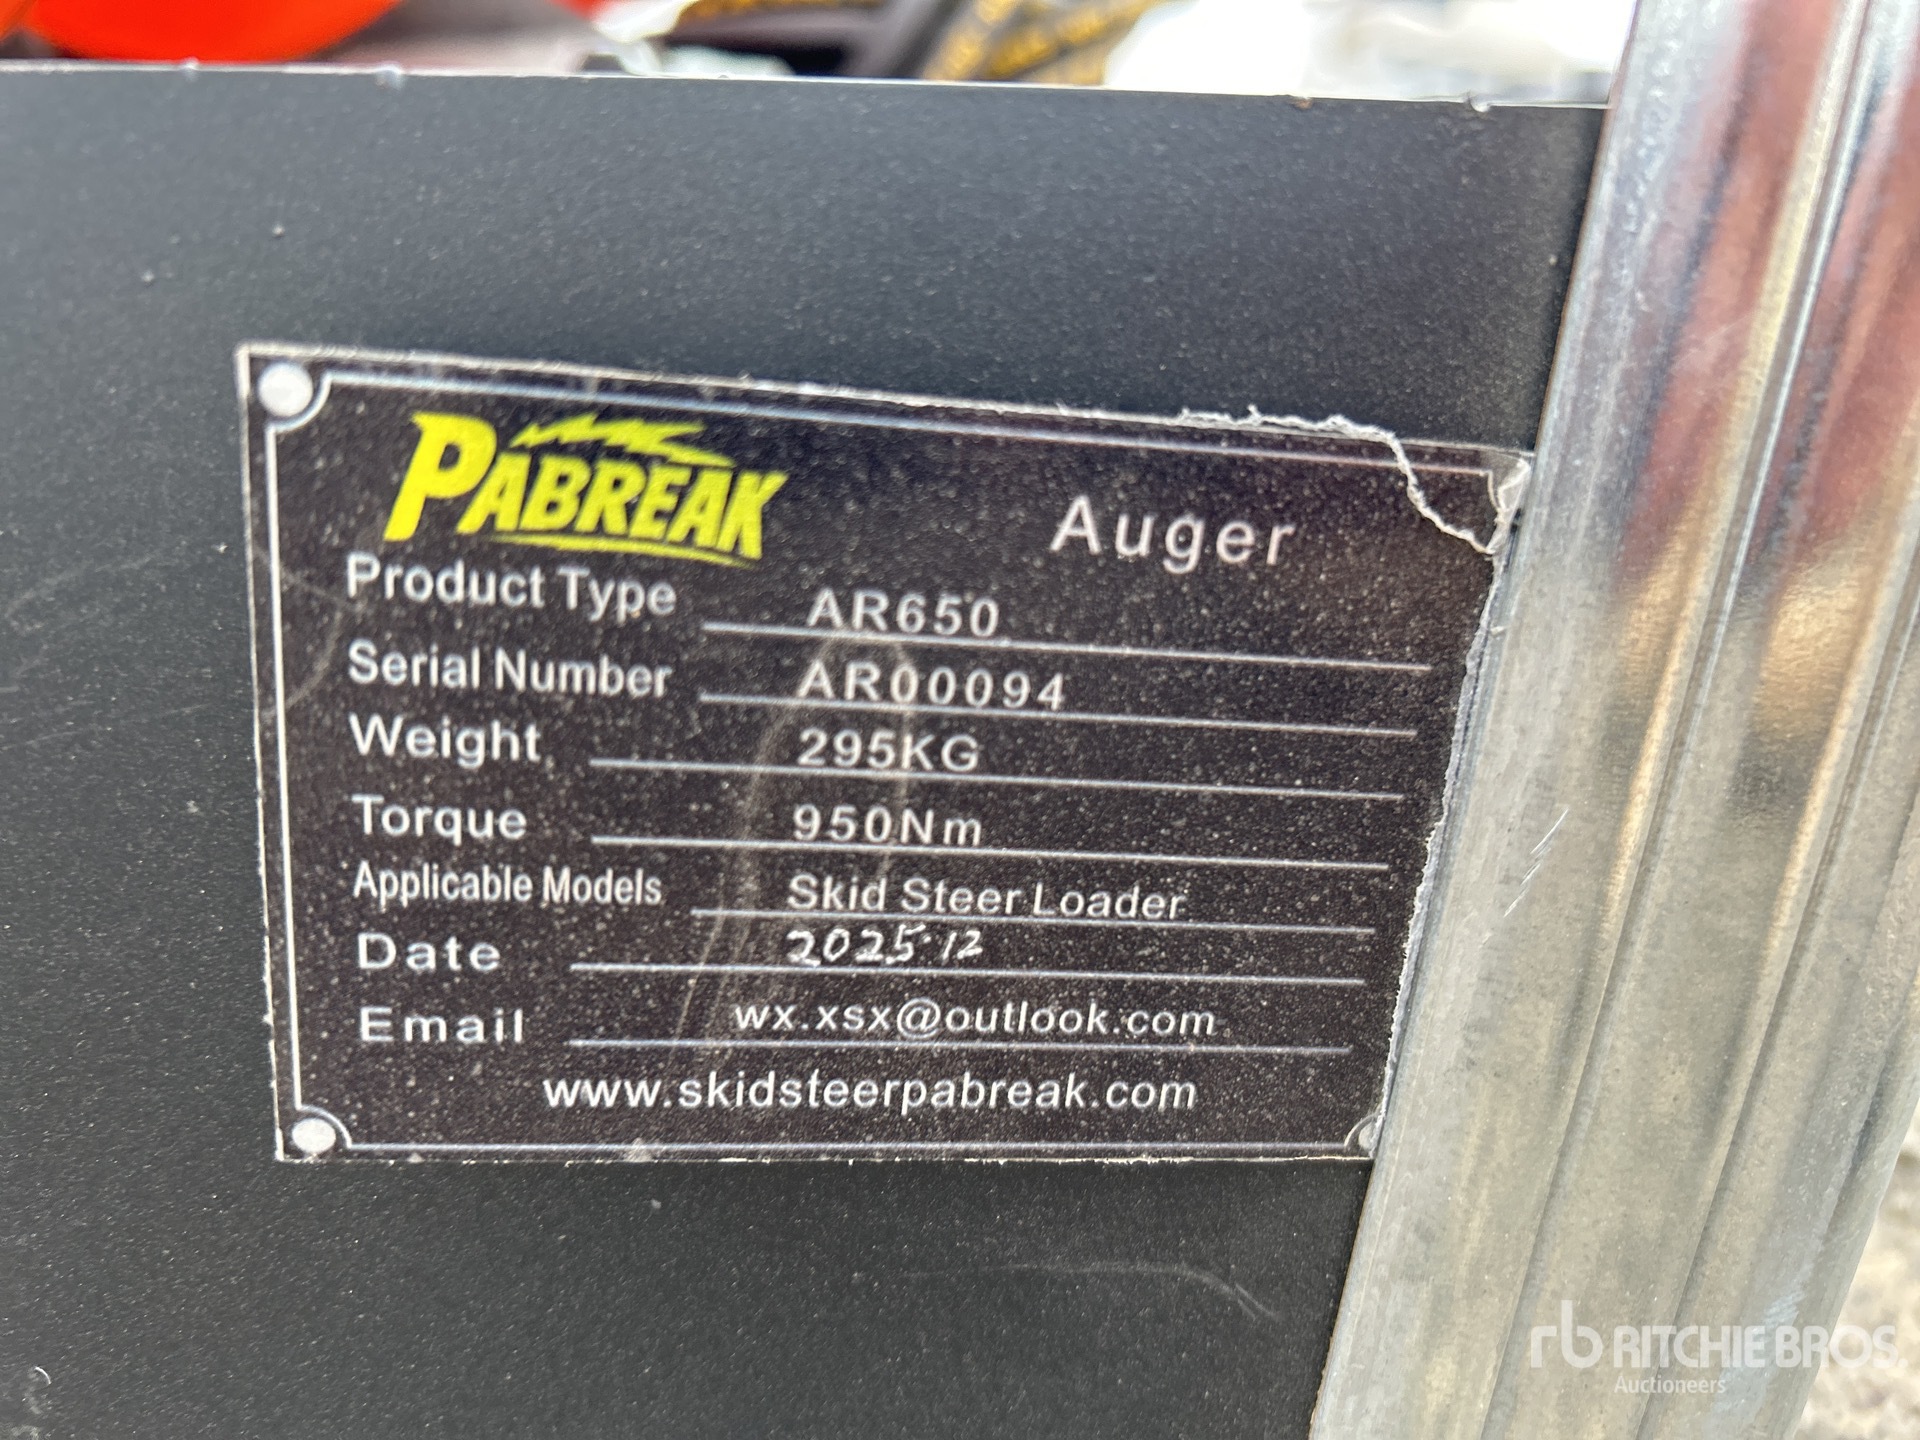 PABREAK Auger
Product Type AR650
Serial Number AR00094
Weight 295KG
Torque 950Nm
Applicable Models Skid Steer Loader
Date 2025.12
Email wx.xsx@outlook.com
www.skidsteerpabreak.com
rb RITCHIE BROS.
Auctioneers